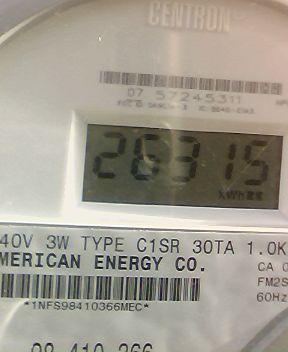 CENTRON
07 57245311
26315
kWh
40V 3W TYPE C1SR 30TA 1.0K
MERICAN ENERGY CO.
CA 0
FM2S
60Hz
*1NFS98410366MEC*
98 410 366